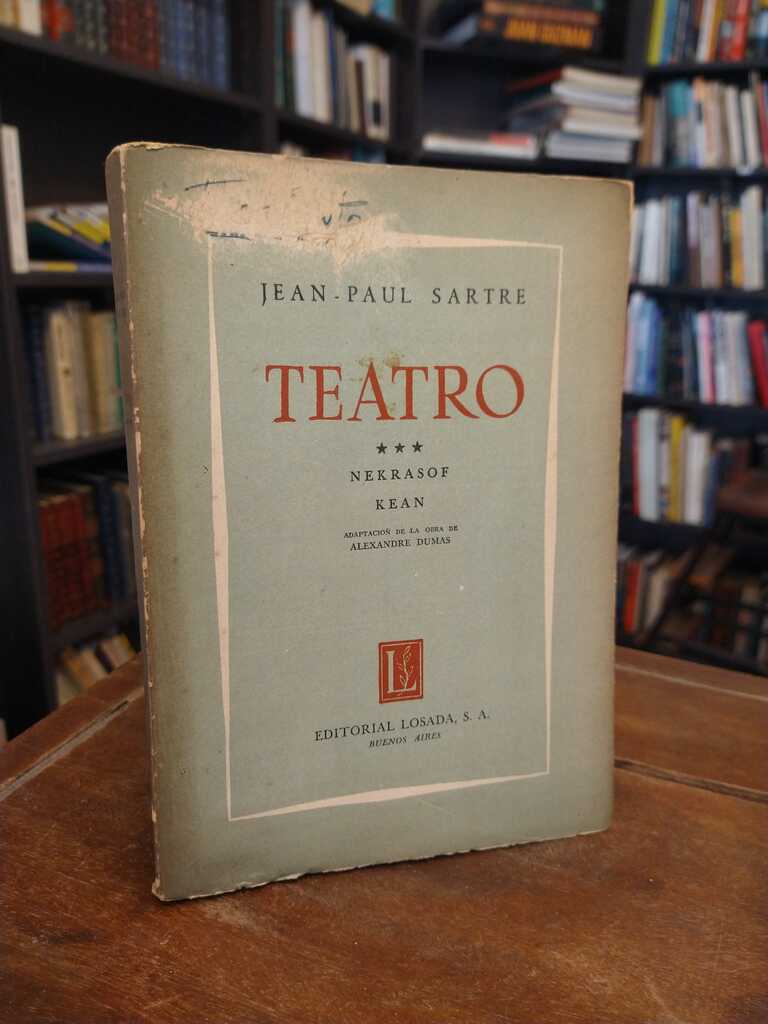 JEAN-PAUL SARTRE
TEATRO
★★★
NEKRASOF
KEAN
ADAPTACIÓN DE LA OBRA DE
ALEXANDRE DUMAS
L
EDITORIAL LOSADA, S. A.
BUENOS AIRES